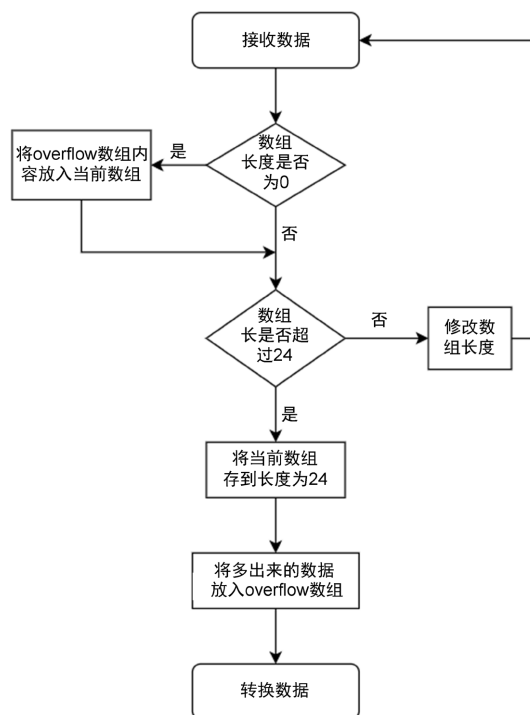 接收数据
数组
长度是否
为0
是
将overflow数组内
容放入当前数组
否
数组
长是否超
过24
否
修改数
组长度
是
将当前数组
存到长度为24
将多出来的数据
放入overflow数组
转换数据